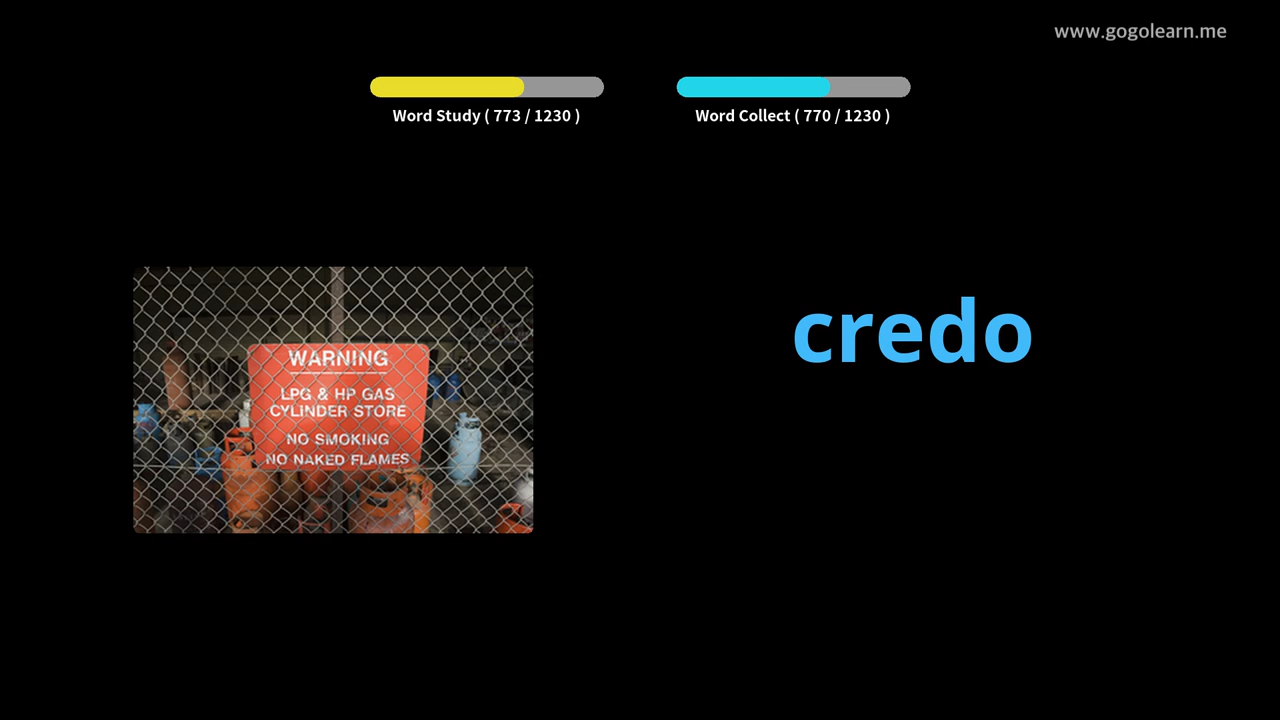 www.gogolearn.me
Word Study ( 773 / 1230 )
Word Collect ( 770 / 1230 )
WARNING
LPG & HP GAS
CYLINDER STORE
NO SMOKING
NO NAKED FLAMES
credo